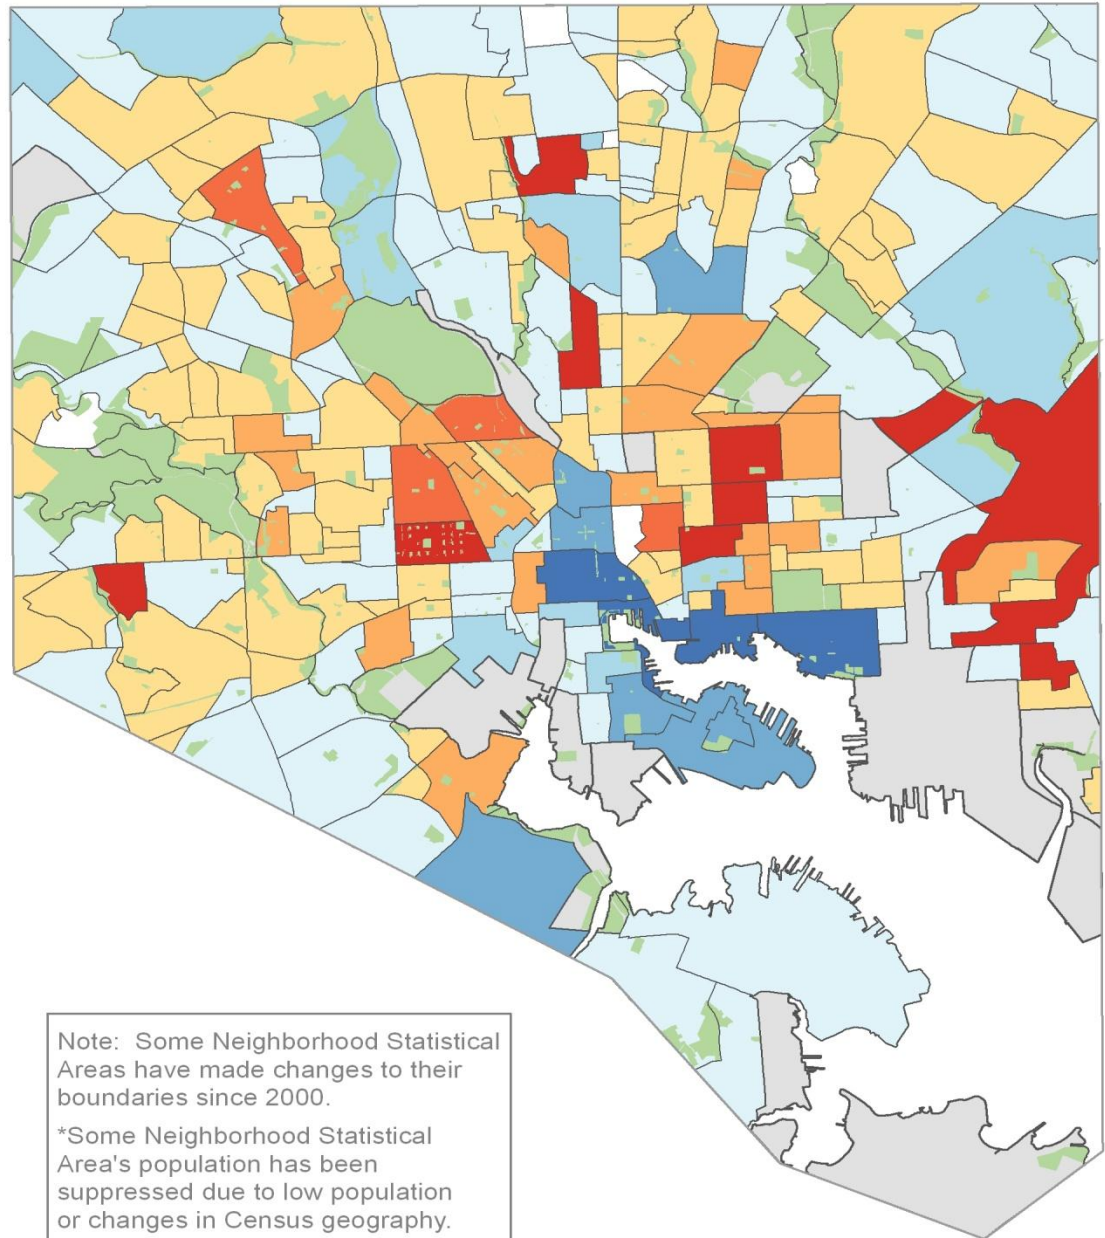 Note:  Some Neighborhood Statistical
Areas have made changes to their
boundaries since 2000.
*Some Neighborhood Statistical
Area's population has been
suppressed due to low population
or changes in Census geography.